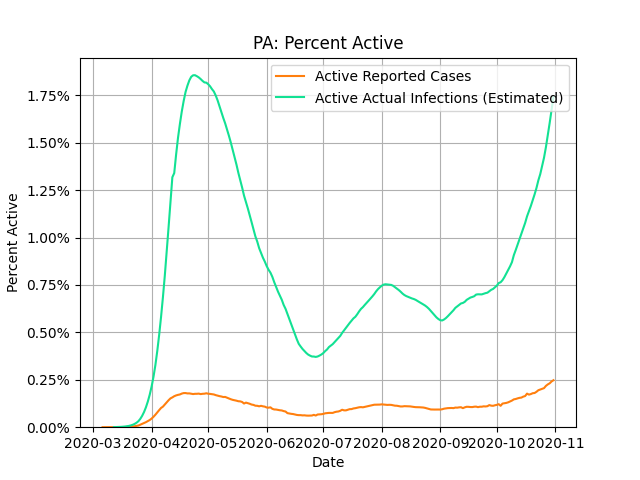 PA: Percent Active
Active Reported Cases
Active Actual Infections (Estimated)
Percent Active
1.75%
1.50%
1.25%
1.00%
0.75%
0.50%
0.25%
0.00%
2020-03 2020-04 2020-05 2020-06 2020-07 2020-08 2020-09 2020-10 2020-11
Date